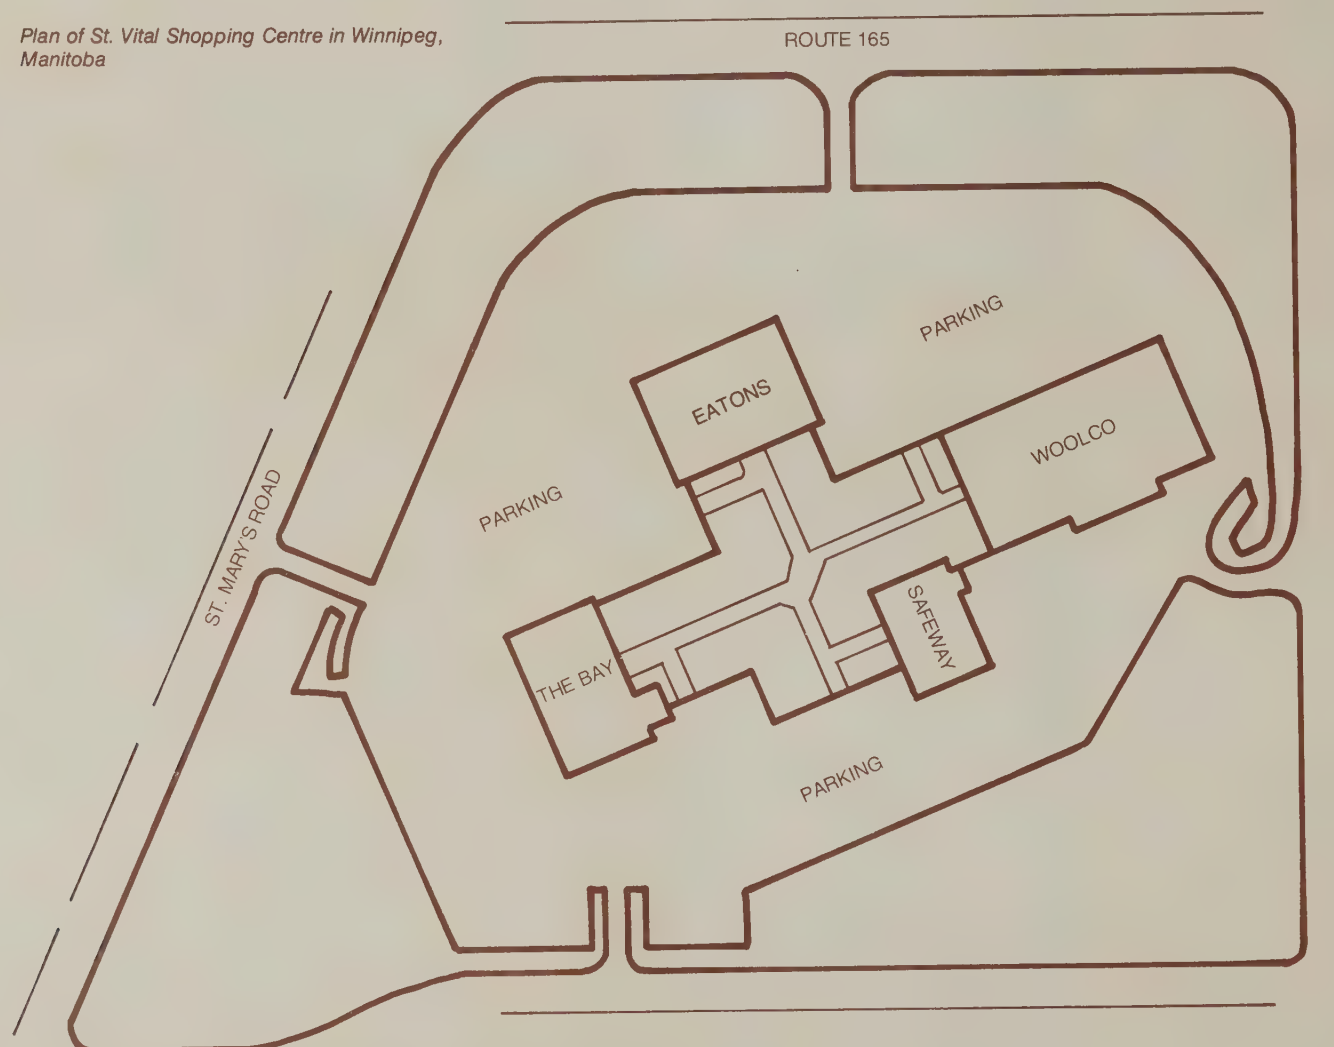 Plan of St. Vital Shopping Centre in Winnipeg,
Manitoba
ROUTE 165
PARKING
EATONS
WOOLCO
PARKING
ST. MARY'S ROAD
SAFEWAY
THE BAY
PARKING